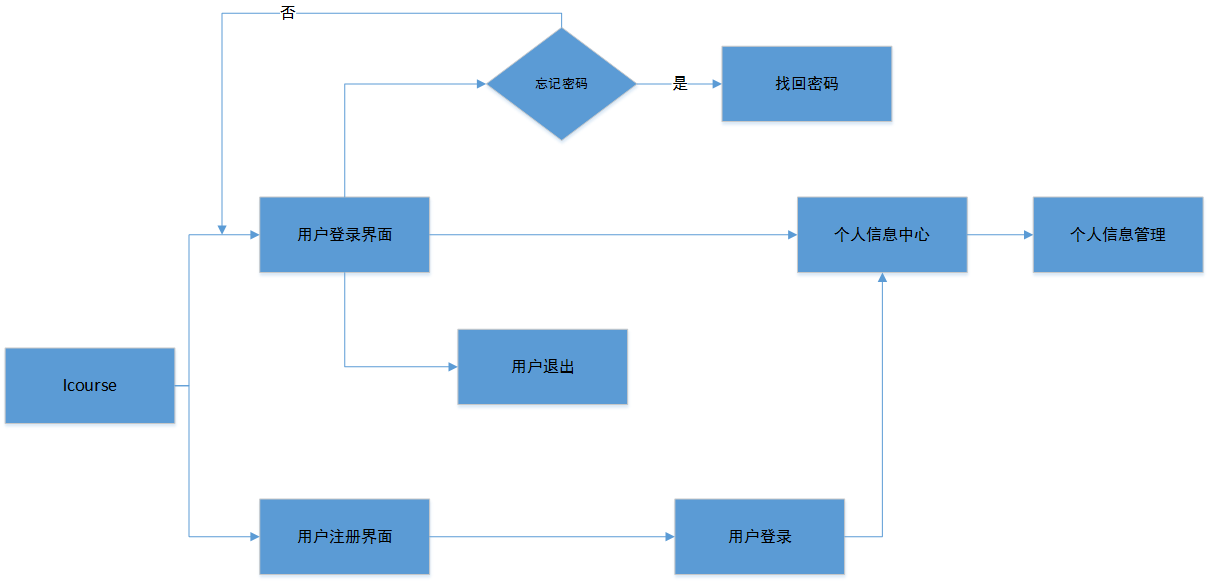 否
忘记密码
是
找回密码
用户登录界面
个人信息中心
个人信息管理
用户退出
Icourse
用户注册界面
用户登录